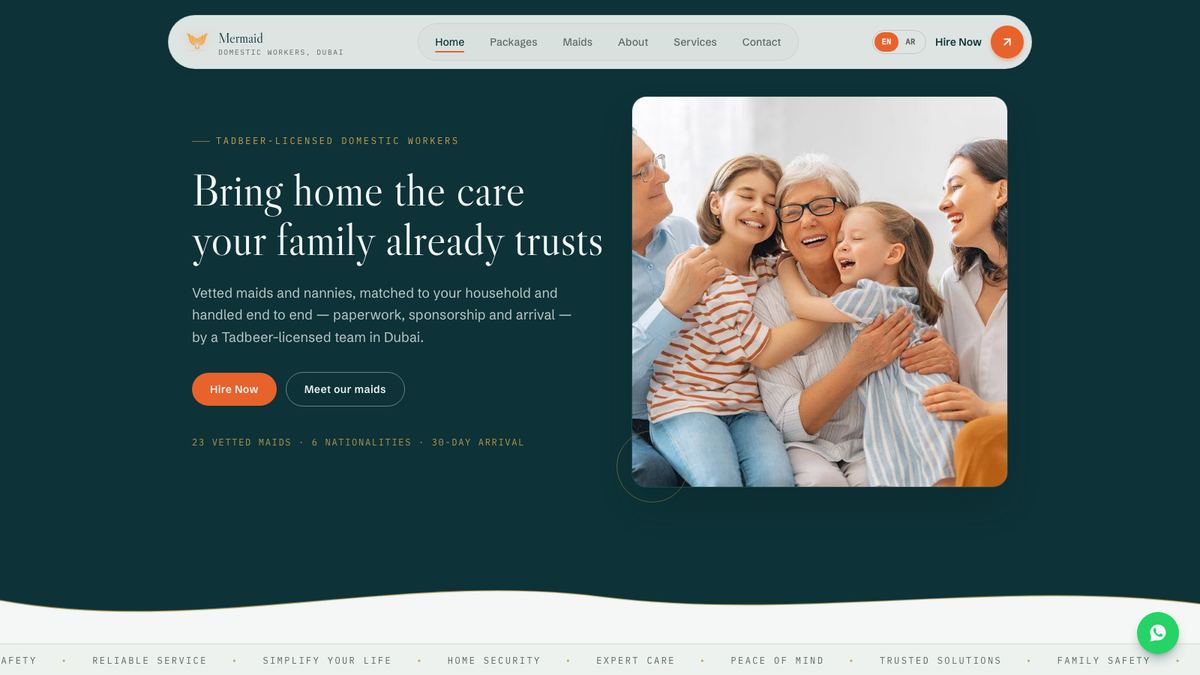 Mermaid
DOMESTIC WORKERS, DUBAI
Home
Packages
Maids
About
Services
Contact
EN
AR
Hire Now
TADBEER-LICENSED DOMESTIC WORKERS
Bring home the care
your family already trusts
Vetted maids and nannies, matched to your household and
handled end to end — paperwork, sponsorship and arrival —
by a Tadbeer-licensed team in Dubai.
Hire Now
Meet our maids
23 VETTED MAIDS · 6 NATIONALITIES · 30-DAY ARRIVAL
AFETY • RELIABLE SERVICE • SIMPLIFY YOUR LIFE • HOME SECURITY • EXPERT CARE • PEACE OF MIND • TRUSTED SOLUTIONS • FAMILY SAFETY •